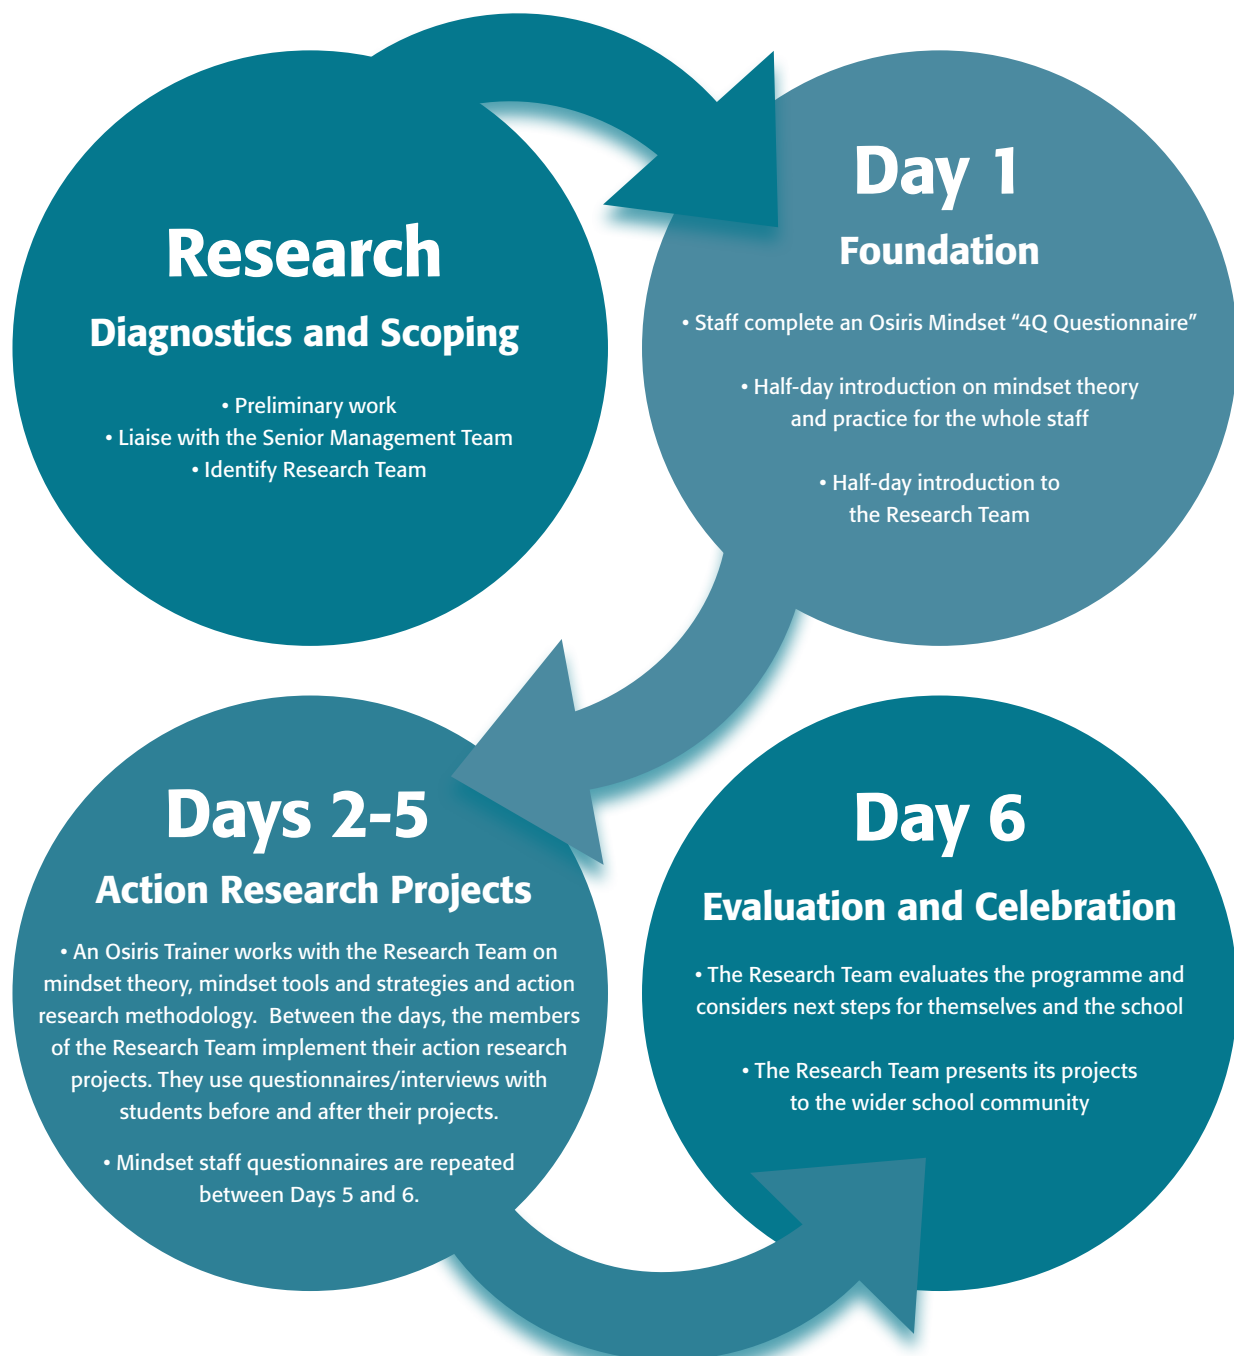 Research
Diagnostics and Scoping
• Preliminary work
• Liaise with the Senior Management Team
• Identify Research Team
Day 1
Foundation
• Staff complete an Osiris Mindset “4Q Questionnaire”
• Half-day introduction on mindset theory
and practice for the whole staff
• Half-day introduction to
the Research Team
Days 2-5
Action Research Projects
• An Osiris Trainer works with the Research Team on
mindset theory, mindset tools and strategies and action
research methodology.  Between the days, the members
of the Research Team implement their action research
projects. They use questionnaires/interviews with
students before and after their projects.
• Mindset staff questionnaires are repeated
between Days 5 and 6.
Day 6
Evaluation and Celebration
• The Research Team evaluates the programme and
considers next steps for themselves and the school
• The Research Team presents its projects
to the wider school community